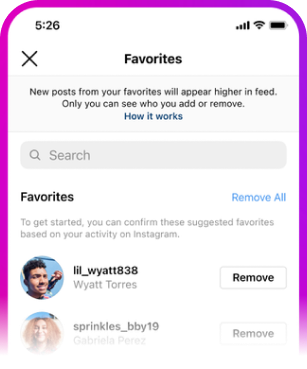 5:26
Favorites
New posts from your favorites will appear higher in feed.
Only you can see who you add or remove.
How it works
Search
Favorites Remove All
To get started, you can confirm these suggested favorites
based on your activity on Instagram.
lil_wyatt838
Wyatt Torres
Remove
sprinkles_bby19
Gabriela Perez
Remove